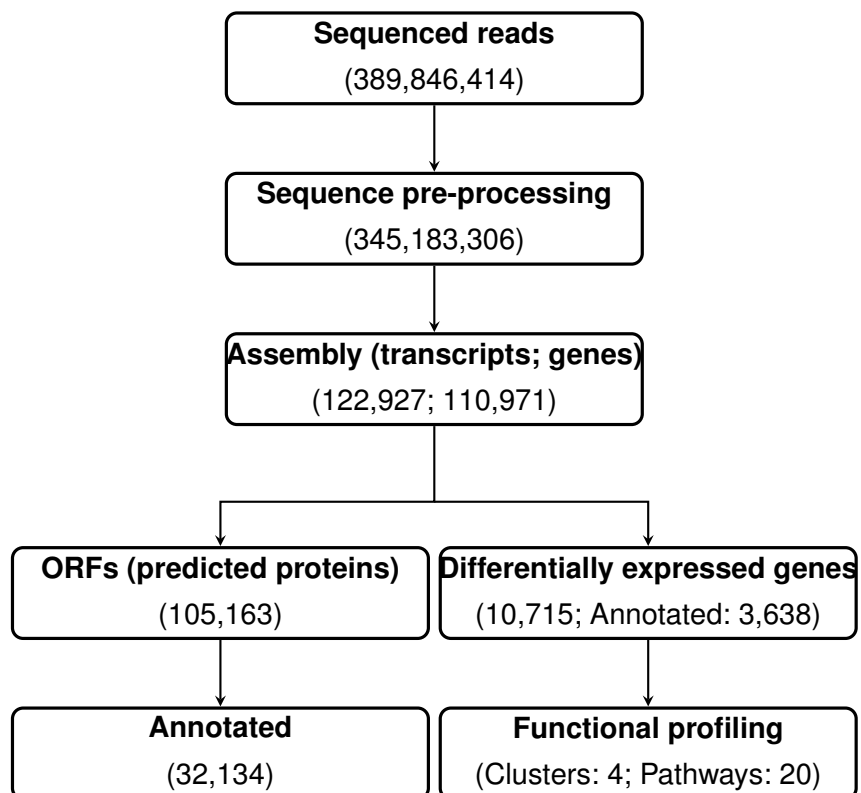 Sequenced reads
(389,846,414)
Sequence pre-processing
(345,183,306)
Assembly (transcripts; genes)
(122,927; 110,971)
ORFs (predicted proteins)
(105,163)
Differentially expressed genes
(10,715; Annotated: 3,638)
Annotated
(32,134)
Functional profiling
(Clusters: 4; Pathways: 20)